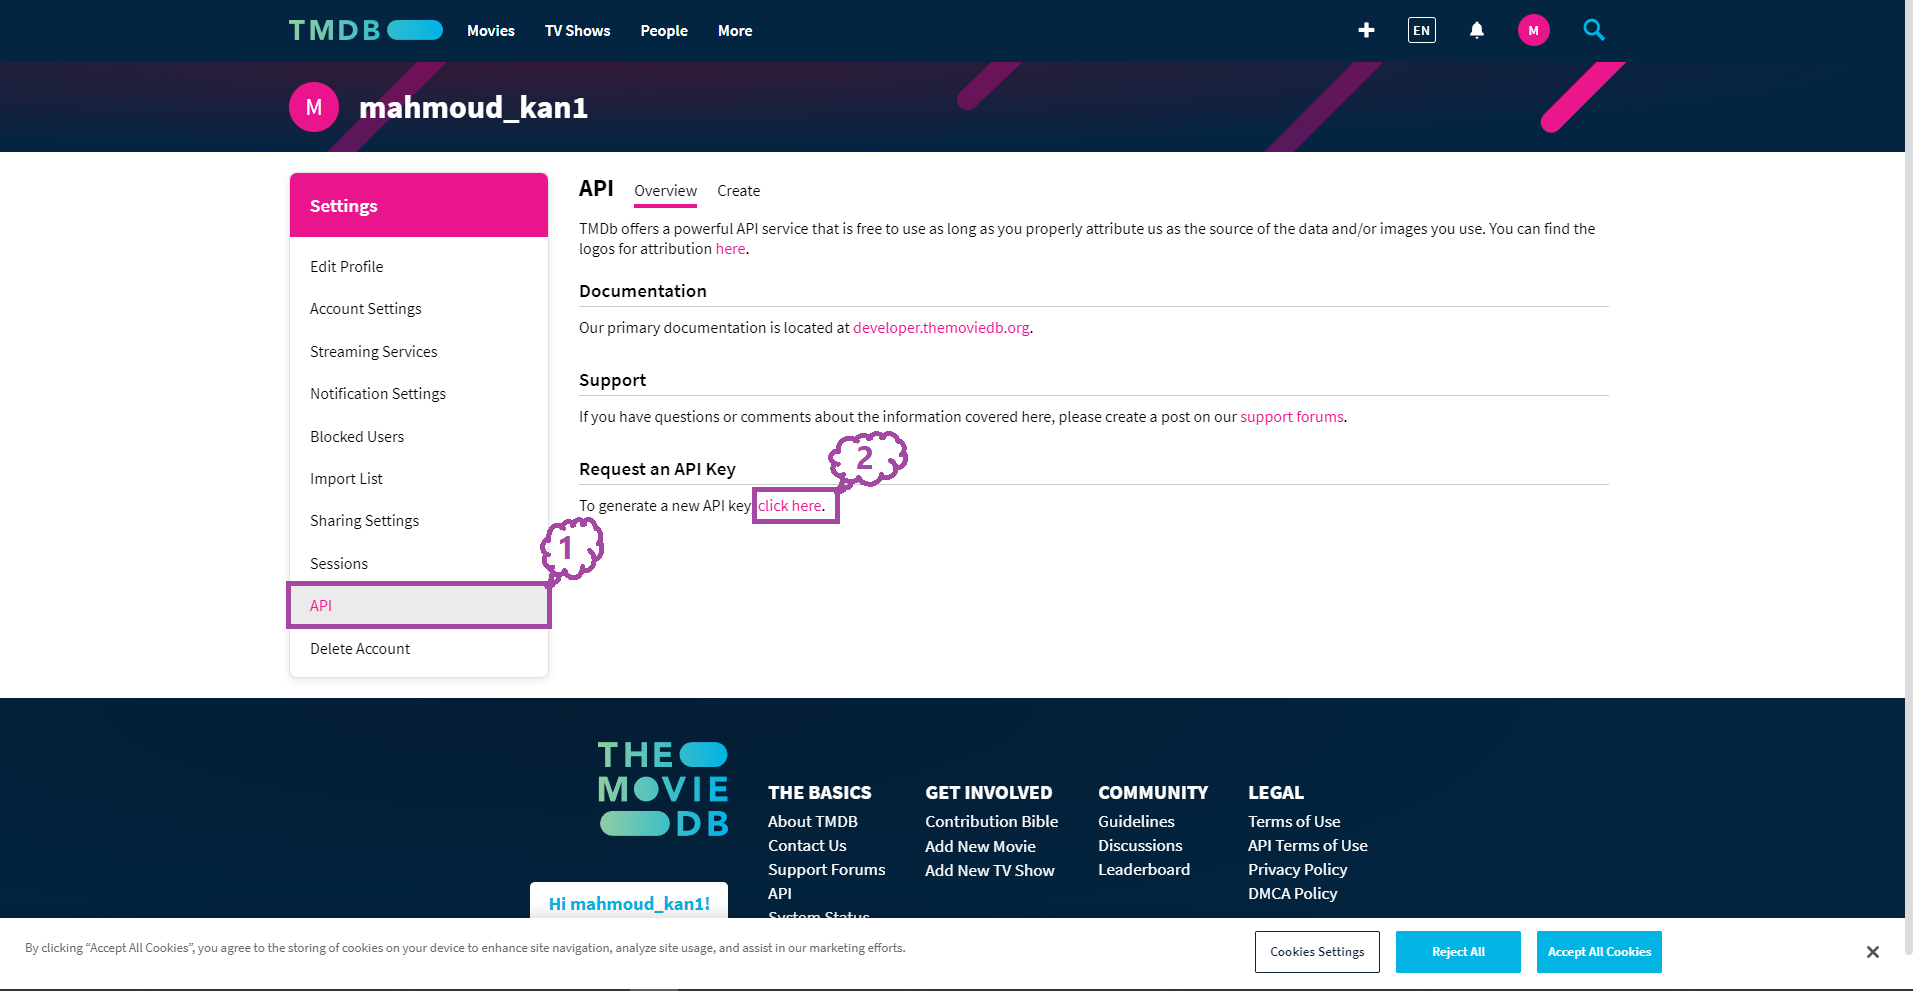 TMDB
Movies
TV Shows
People
More
EN
M
M
mahmoud_kan1
Settings
Edit Profile
Account Settings
Streaming Services
Notification Settings
Blocked Users
Import List
Sharing Settings
Sessions
API
Delete Account
1
API
Overview
Create
TMDb offers a powerful API service that is free to use as long as you properly attribute us as the source of the data and/or images you use. You can find the
logos for attribution here.
Documentation
Our primary documentation is located at developer.themoviedb.org.
Support
If you have questions or comments about the information covered here, please create a post on our support forums.
Request an API Key
2
To generate a new API key click here.
THE
MOVIE
DB
Hi mahmoud_kan1!
THE BASICS
About TMDB
Contact Us
Support Forums
API
System Status
GET INVOLVED
Contribution Bible
Add New Movie
Add New TV Show
COMMUNITY
Guidelines
Discussions
Leaderboard
LEGAL
Terms of Use
API Terms of Use
Privacy Policy
DMCA Policy
By clicking “Accept All Cookies”, you agree to the storing of cookies on your device to enhance site navigation, analyze site usage, and assist in our marketing efforts.
Cookies Settings
Reject All
Accept All Cookies